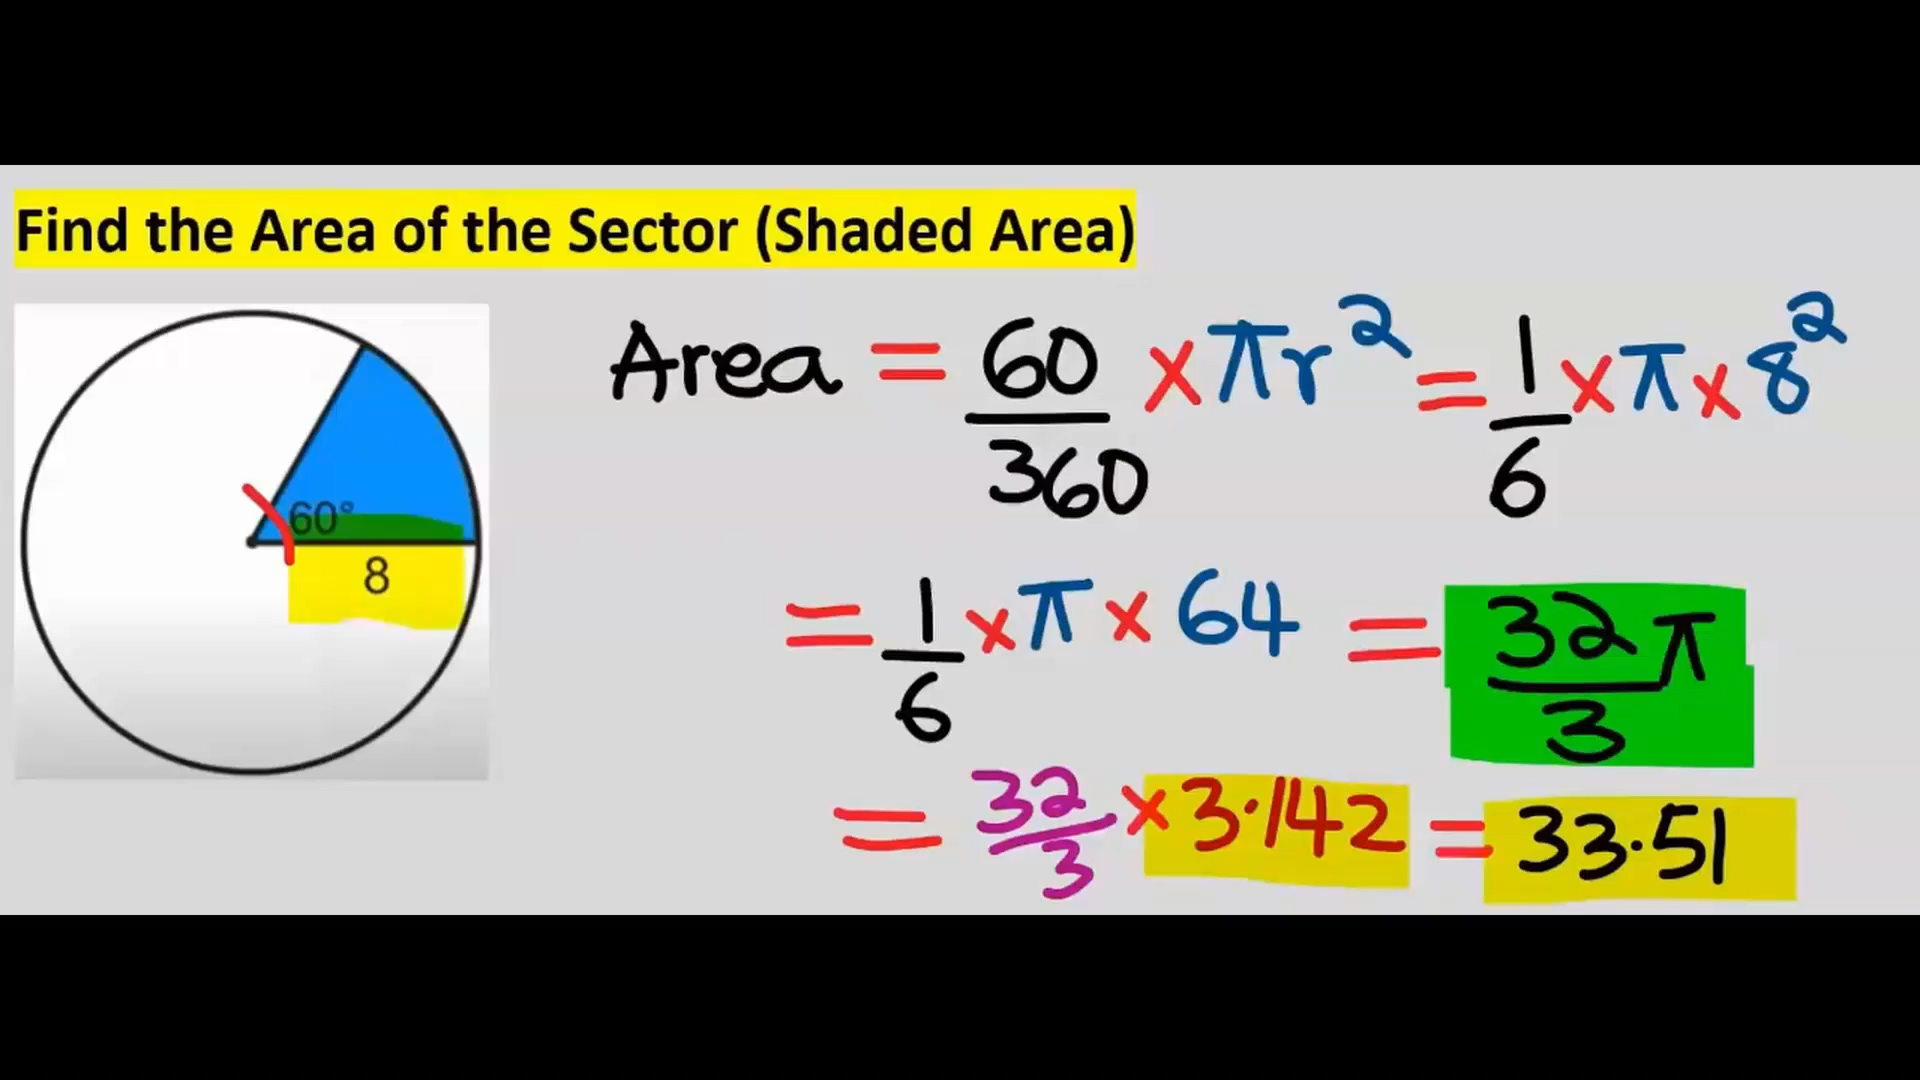 Find the Area of the Sector (Shaded Area)
60°
8
Area = 60/360 × πr² = 1/6 × π × 8²
= 1/6 × π × 64 = 32π/3
= 32/3 × 3·142 = 33·51